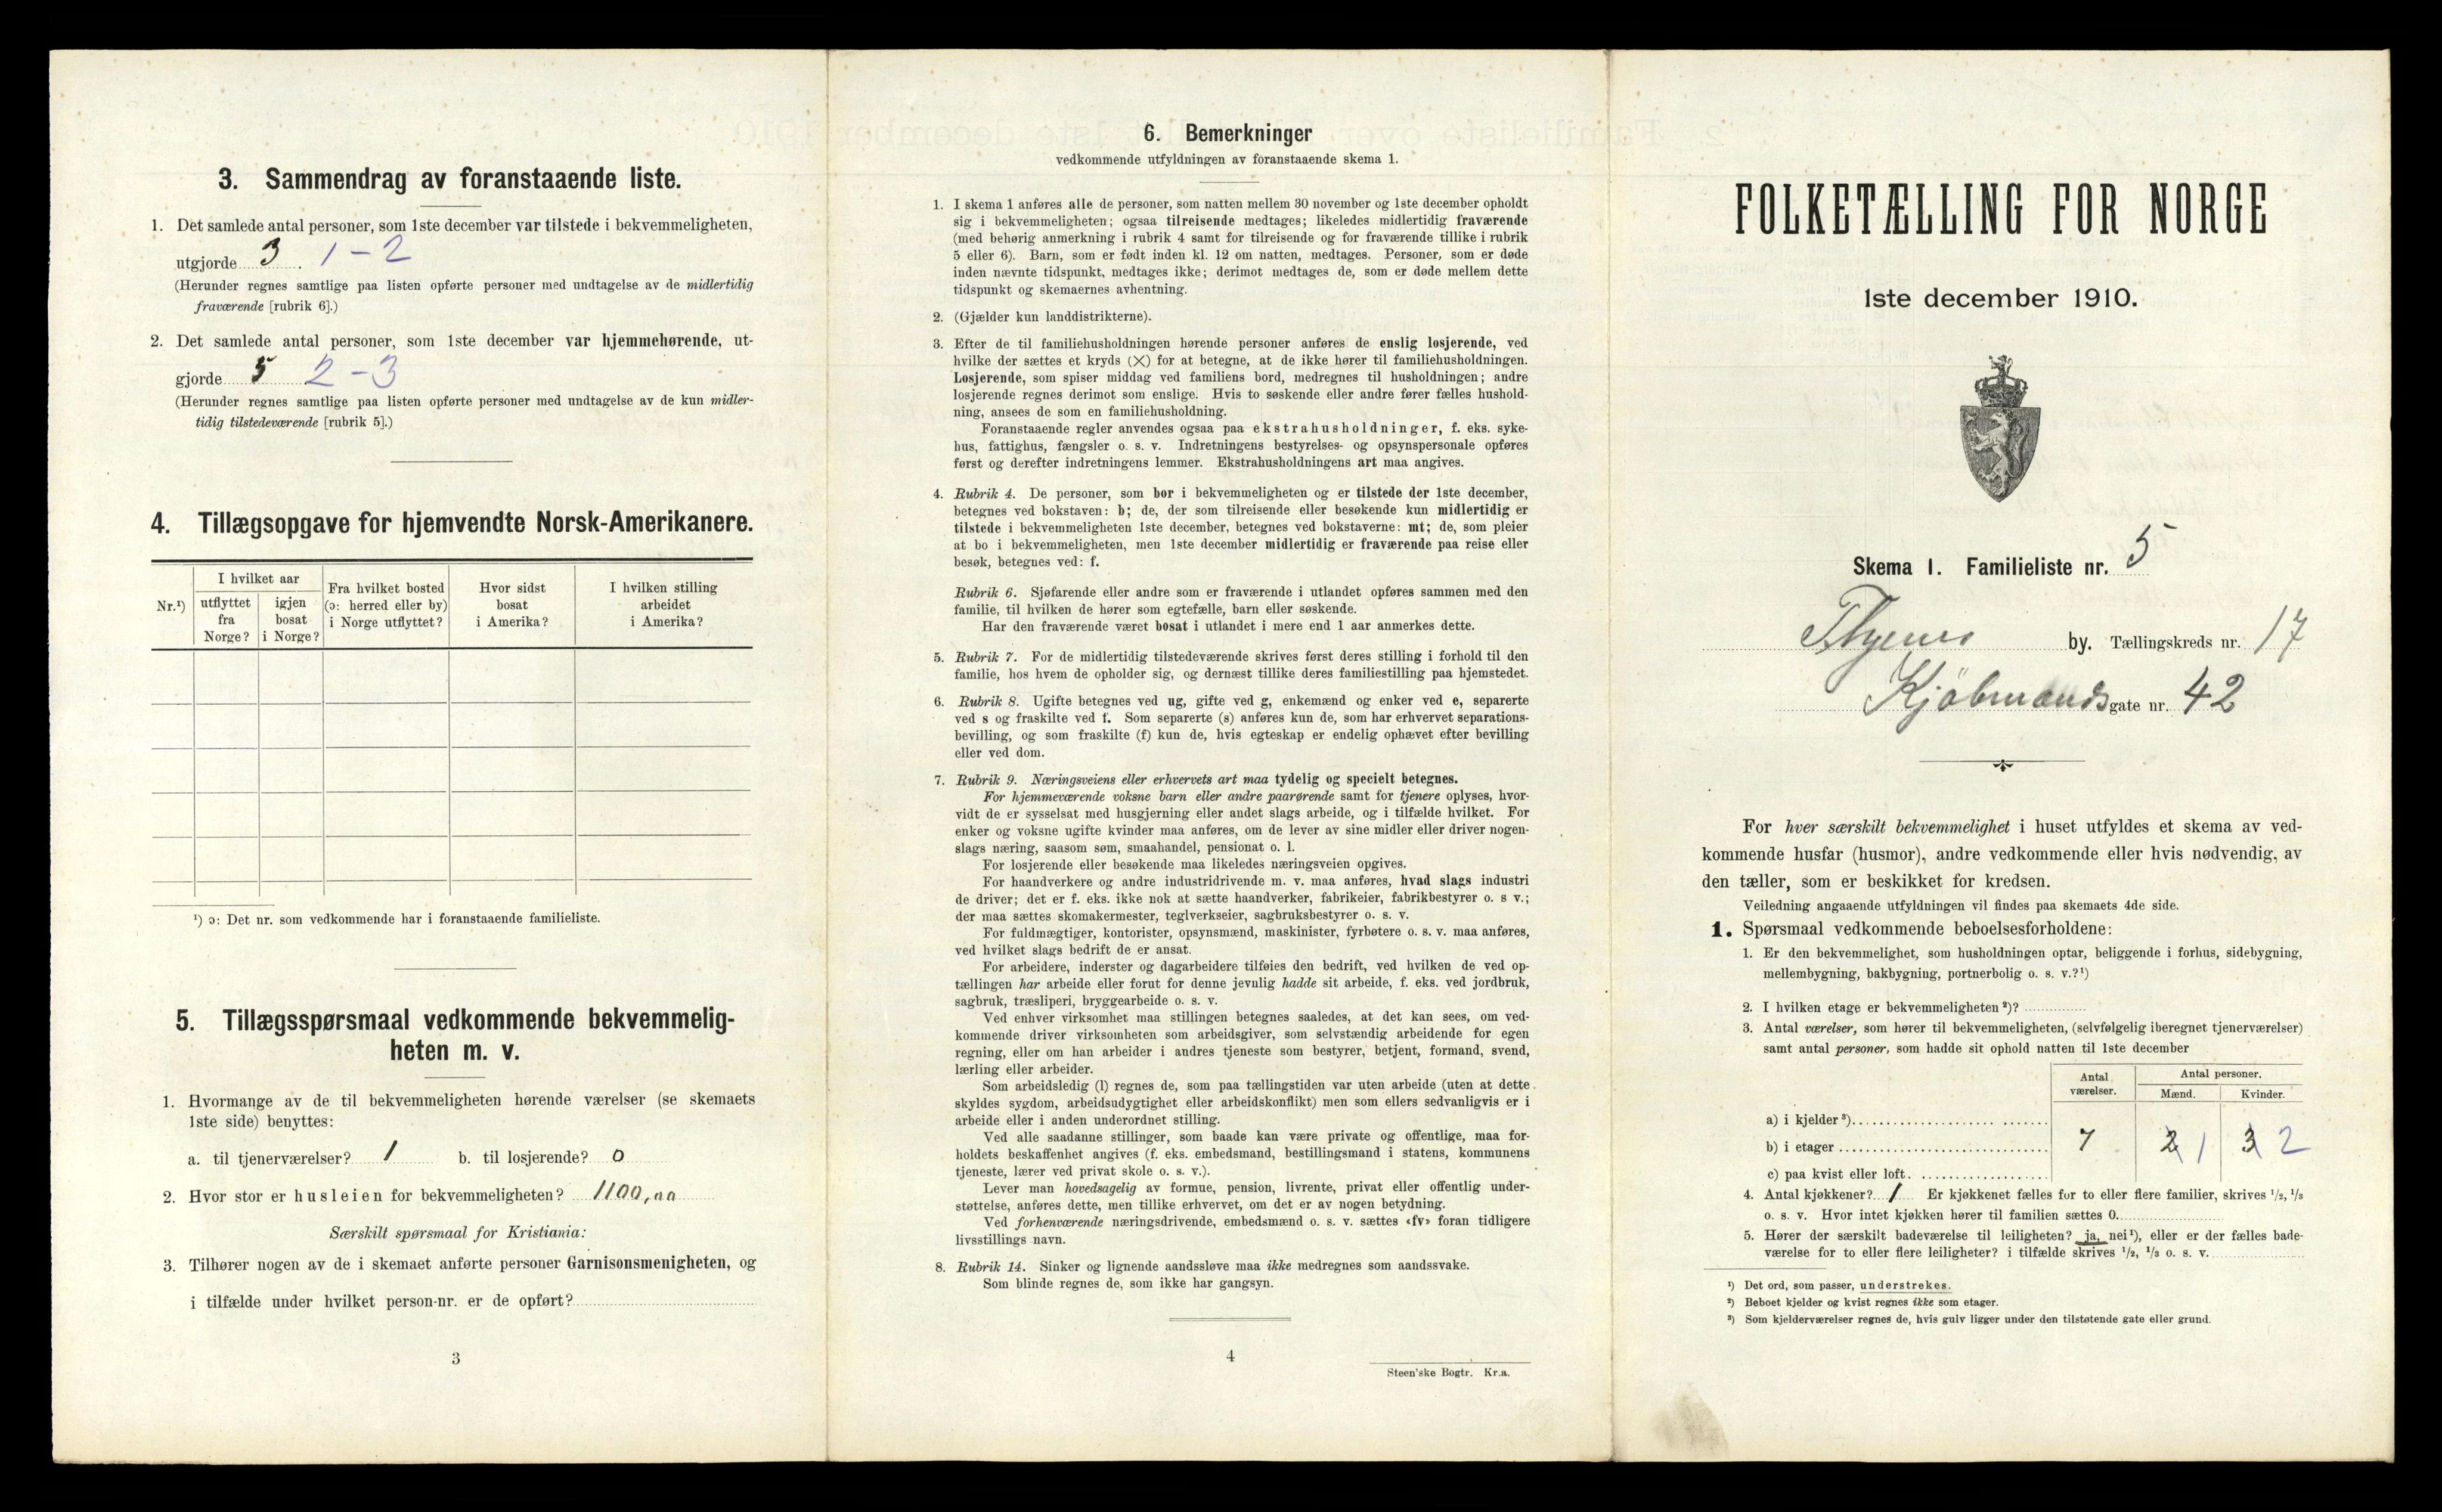 3. Sammendrag av foranstaaende liste.
1. Det samlede antal personer, som 1ste december var tilstede i bekvemmeligheten,
utgjorde 3. 1 – 2
(Herunder regnes samtlige paa listen opførte personer med undtagelse av de midlertidig
fraværende [rubrik 6].)
2. Det samlede antal personer, som 1ste december var hjemmehørende, ut-
gjorde 5 2 – 3
(Herunder regnes samtlige paa listen opførte personer med undtagelse av de kun midler-
tidig tilstedeværende [rubrik 5].)
4. Tillægsopgave for hjemvendte Norsk-Amerikanere.
Nr.¹)
I hvilket aar
utflyttet fra Norge?
igjen bosat i Norge?
Fra hvilket bosted (ɔ: herred eller by) i Norge utflyttet?
Hvor sidst bosat i Amerika?
I hvilken stilling arbeidet i Amerika?
¹) ɔ: Det nr. som vedkommende har i foranstaaende familieliste.
5. Tillægsspørsmaal vedkommende bekvemmelig-
heten m. v.
1. Hvormange av de til bekvemmeligheten hørende værelser (se skemaets
1ste side) benyttes:
a. til tjenerværelser? 1 b. til losjerende? 0
2. Hvor stor er husleien for bekvemmeligheten? 1100,00
Særskilt spørsmaal for Kristiania:
3. Tilhører nogen av de i skemaet anførte personer Garnisonsmenigheten, og
i tilfælde under hvilket person-nr. er de opført?
3
6. Bemerkninger
vedkommende utfyldningen av foranstaaende skema 1.
1. I skema 1 anføres alle de personer, som natten mellem 30 november og 1ste december opholdt
sig i bekvemmeligheten; ogsaa tilreisende medtages; likeledes midlertidig fraværende
(med behørig anmerkning i rubrik 4 samt for tilreisende og for fraværende tillike i rubrik
5 eller 6). Barn, som er født inden kl. 12 om natten, medtages. Personer, som er døde
inden nævnte tidspunkt, medtages ikke; derimot medtages de, som er døde mellem dette
tidspunkt og skemaernes avhentning.
2. (Gjælder kun landdistrikterne).
3. Efter de til familiehusholdningen hørende personer anføres de enslig losjerende, ved
hvilke der sættes et kryds (×) for at betegne, at de ikke hører til familiehusholdningen.
Losjerende, som spiser middag ved familiens bord, medregnes til husholdningen; andre
losjerende regnes derimot som enslige. Hvis to søskende eller andre fører fælles hushold-
ning, ansees de som en familiehusholdning.
Foranstaaende regler anvendes ogsaa paa ekstrahusholdninger, f. eks. syke-
hus, fattighus, fængsler o. s. v. Indretningens bestyrelses- og opsynspersonale opføres
først og derefter indretningens lemmer. Ekstrahusholdningens art maa angives.
4. Rubrik 4. De personer, som bor i bekvemmeligheten og er tilstede der 1ste december,
betegnes ved bokstaven: b; de, der som tilreisende eller besøkende kun midlertidig er
tilstede i bekvemmeligheten 1ste december, betegnes ved bokstaverne: mt; de, som pleier
at bo i bekvemmeligheten, men 1ste december midlertidig er fraværende paa reise eller
besøk, betegnes ved: f.
Rubrik 6. Sjøfarende eller andre som er fraværende i utlandet opføres sammen med den
familie, til hvilken de hører som egtefælle, barn eller søskende.
Har den fraværende været bosat i utlandet i mere end 1 aar anmerkes dette.
5. Rubrik 7. For de midlertidig tilstedeværende skrives først deres stilling i forhold til den
familie, hos hvem de opholder sig, og dernæst tillike deres familiestilling paa hjemstedet.
6. Rubrik 8. Ugifte betegnes ved ug, gifte ved g, enkemænd og enker ved e, separerte
ved s og fraskilte ved f. Som separerte (s) anføres kun de, som har erhvervet separations-
bevilling, og som fraskilte (f) kun de, hvis egteskap er endelig ophævet efter bevilling
eller ved dom.
7. Rubrik 9. Næringsveiens eller erhvervets art maa tydelig og specielt betegnes.
For hjemmeværende voksne barn eller andre paarørende samt for tjenere oplyses, hvor-
vidt de er sysselsat med husgjerning eller andet slags arbeide, og i tilfælde hvilket. For
enker og voksne ugifte kvinder maa anføres, om de lever av sine midler eller driver nogen-
slags næring, saasom søm, smaahandel, pensionat o. l.
For losjerende eller besøkende maa likeledes næringsveien opgives.
For haandverkere og andre industridrivende m. v. maa anføres, hvad slags industri
de driver; det er f. eks. ikke nok at sætte haandverker, fabrikeier, fabrikbestyrer o. s v.;
der maa sættes skomakermester, teglverkseier, sagbruksbestyrer o. s. v.
For fuldmægtiger, kontorister, opsynsmænd, maskinister, fyrbøtere o. s. v. maa anføres,
ved hvilket slags bedrift de er ansat.
For arbeidere, inderster og dagarbeidere tilføies den bedrift, ved hvilken de ved op-
tællingen har arbeide eller forut for denne jevnlig hadde sit arbeide, f. eks. ved jordbruk,
sagbruk, træsliperi, bryggearbeide o. s. v.
Ved enhver virksomhet maa stillingen betegnes saaledes, at det kan sees, om ved-
kommende driver virksomheten som arbeidsgiver, som selvstændig arbeidende for egen
regning, eller om han arbeider i andres tjeneste som bestyrer, betjent, formand, svend,
lærling eller arbeider.
Som arbeidsledig (l) regnes de, som paa tællingstiden var uten arbeide (uten at dette
skyldes sygdom, arbeidsudygtighet eller arbeidskonflikt) men som ellers sedvanligvis er i
arbeide eller i anden underordnet stilling.
Ved alle saadanne stillinger, som baade kan være private og offentlige, maa for-
holdets beskaffenhet angives (f. eks. embedsmand, bestillingsmand i statens, kommunens
tjeneste, lærer ved privat skole o. s. v.).
Lever man hovedsagelig av formue, pension, livrente, privat eller offentlig under-
støttelse, anføres dette, men tillike erhvervet, om det er av nogen betydning.
Ved forhenværende næringsdrivende, embedsmænd o. s. v. sættes «fv» foran tidligere
livsstillings navn.
8. Rubrik 14. Sinker og lignende aandssløve maa ikke medregnes som aandssvake.
Som blinde regnes de, som ikke har gangsyn.
4
Steen'ske Bogtr. Kr.a.
FOLKETÆLLING FOR NORGE
1ste december 1910.
Skema 1. Familieliste nr. 5
by. Tællingskreds nr. 17
Kjöbmandsgate nr. 42
For hver særskilt bekvemmelighet i huset utfyldes et skema av ved-
kommende husfar (husmor), andre vedkommende eller hvis nødvendig, av
den tæller, som er beskikket for kredsen.
Veiledning angaaende utfyldningen vil findes paa skemaets 4de side.
1. Spørsmaal vedkommende beboelsesforholdene:
1. Er den bekvemmelighet, som husholdningen optar, beliggende i forhus, sidebygning,
mellembygning, bakbygning, portnerbolig o. s. v.?¹)
2. I hvilken etage er bekvemmeligheten²)?
3. Antal værelser, som hører til bekvemmeligheten, (selvfølgelig iberegnet tjenerværelser)
samt antal personer, som hadde sit ophold natten til 1ste december
Antal værelser.
Antal personer.
Mænd. Kvinder.
a) i kjelder³)
b) i etager 7 2 1 3 2
c) paa kvist eller loft
4. Antal kjøkkener? 1 Er kjøkkenet fælles for to eller flere familier, skrives ¹/₂, ¹/₃
o. s. v. Hvor intet kjøkken hører til familien sættes 0.
5. Hører der særskilt badeværelse til leiligheten? ja, nei¹), eller er der fælles bade-
værelse for to eller flere leiligheter? i tilfælde skrives ¹/₂, ¹/₃ o. s. v.
¹) Det ord, som passer, understrekes.
²) Beboet kjelder og kvist regnes ikke som etager.
³) Som kjelderværelser regnes de, hvis gulv ligger under den tilstøtende gate eller grund.